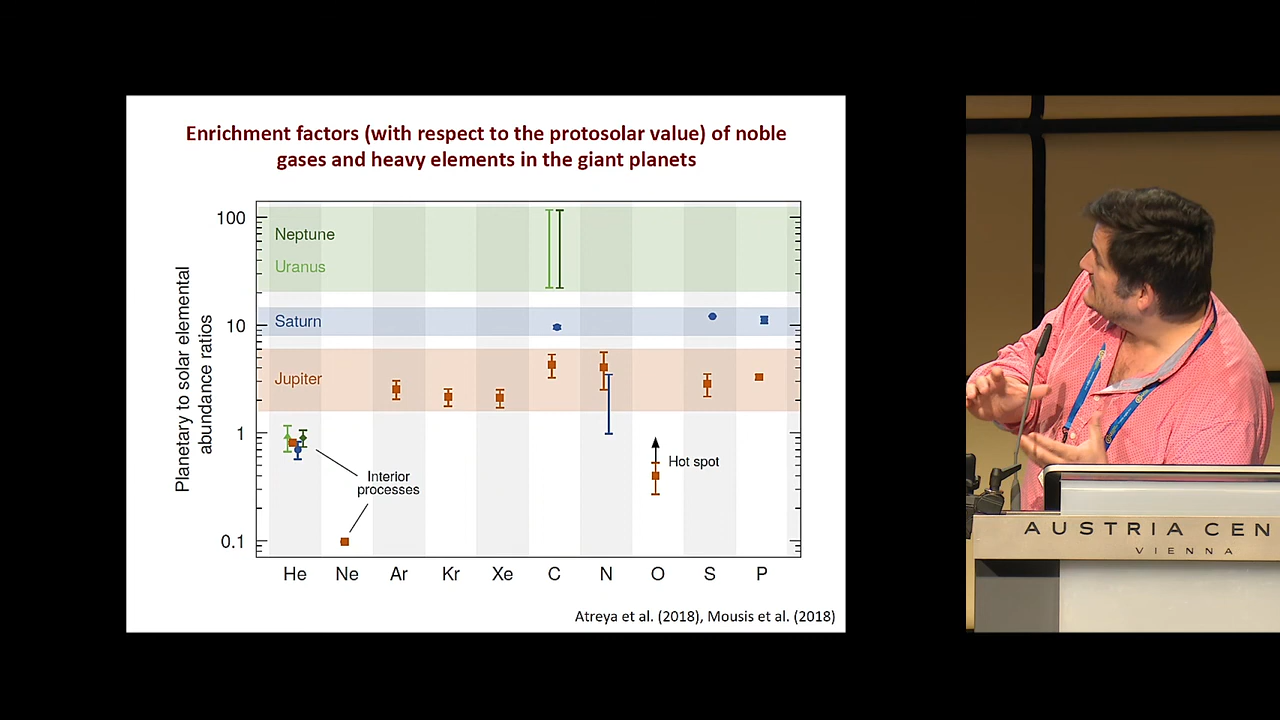 Enrichment factors (with respect to the protosolar value) of noble
gases and heavy elements in the giant planets
Planetary to solar elemental
abundance ratios
100
10
1
0.1
Neptune
Uranus
Saturn
Jupiter
Interior
processes
Hot spot
He Ne Ar Kr Xe C N O S P
Atreya et al. (2018), Mousis et al. (2018)
AUSTRIA CEN
VIENNA